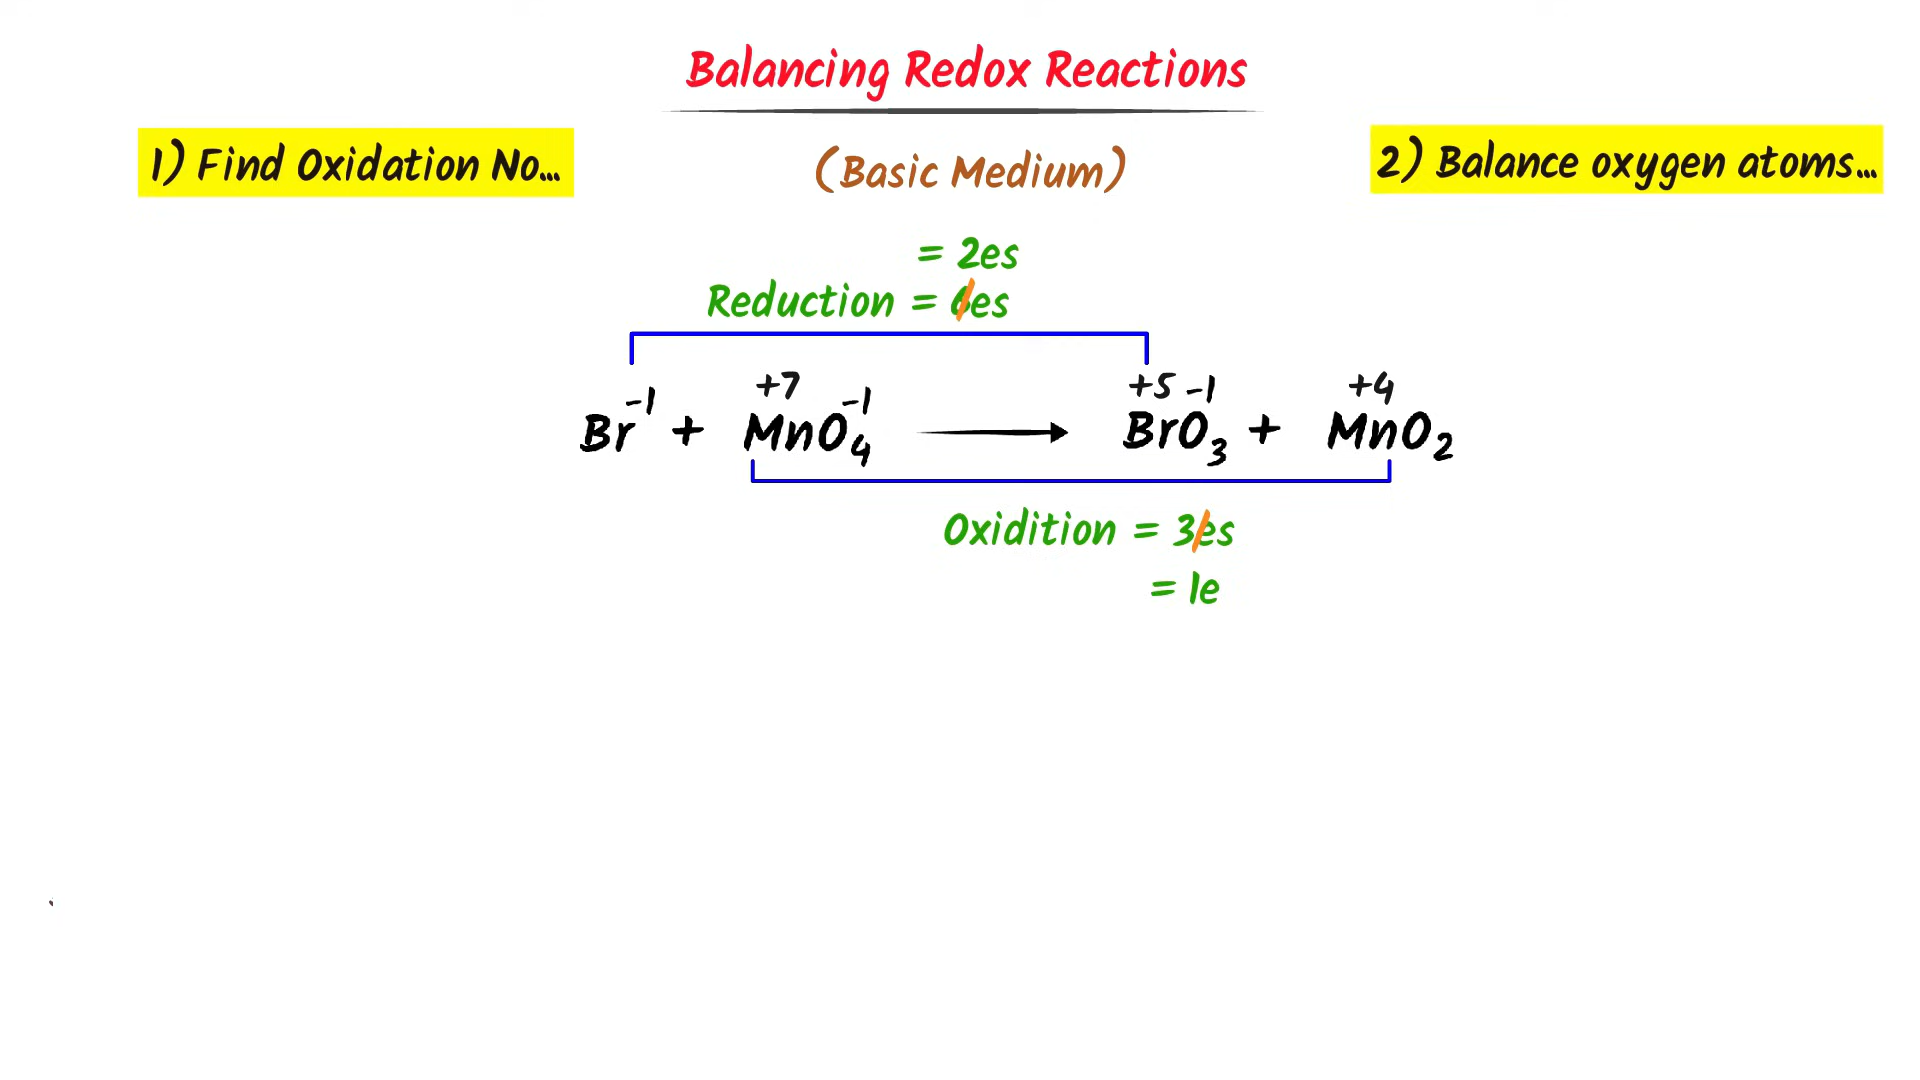 Balancing Redox Reactions
1) Find Oxidation No...
(Basic Medium)
2) Balance oxygen atoms...
= 2es
Reduction = 6es
Br⁻¹ + MnO₄⁻¹ → BrO₃⁻¹ + MnO₂
+7 +5 +4
Oxidition = 3es
= 1e